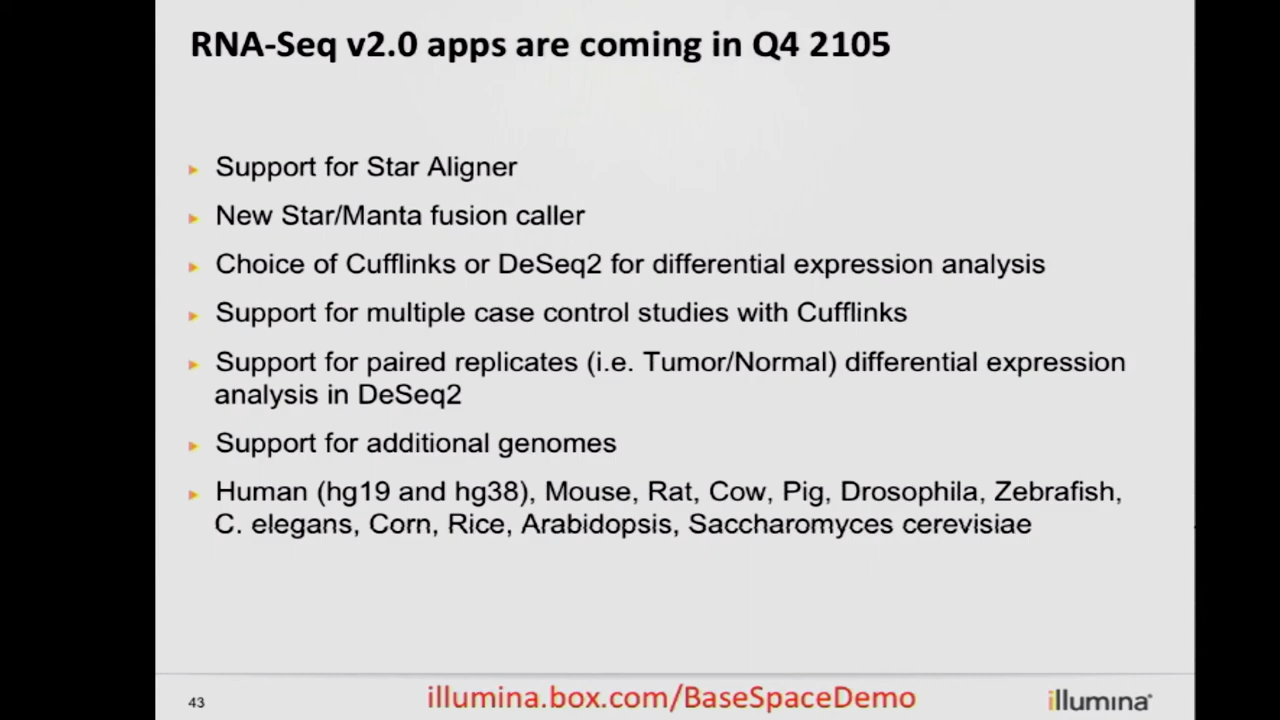 RNA-Seq v2.0 apps are coming in Q4 2105
Support for Star Aligner
New Star/Manta fusion caller
Choice of Cufflinks or DeSeq2 for differential expression analysis
Support for multiple case control studies with Cufflinks
Support for paired replicates (i.e. Tumor/Normal) differential expression
analysis in DeSeq2
Support for additional genomes
Human (hg19 and hg38), Mouse, Rat, Cow, Pig, Drosophila, Zebrafish,
C. elegans, Corn, Rice, Arabidopsis, Saccharomyces cerevisiae
43
illumina.box.com/BaseSpaceDemo
illumina